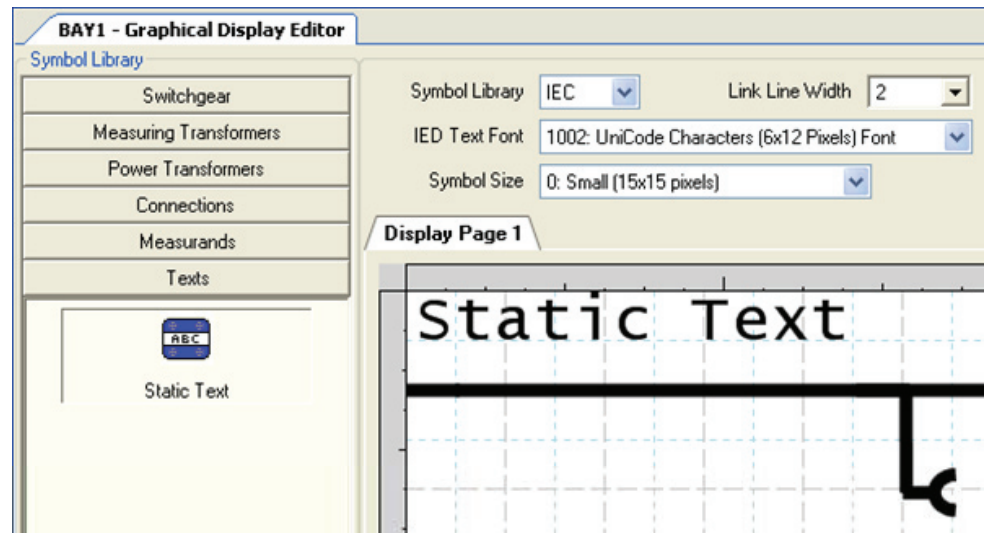 BAY1 - Graphical Display Editor
Symbol Library
Switchgear
Measuring Transformers
Power Transformers
Connections
Measurands
Texts
ABC
Static Text
Symbol Library IEC Link Line Width 2
IED Text Font 1002: UniCode Characters (6x12 Pixels) Font
Symbol Size 0: Small (15x15 pixels)
Display Page 1
Static Text